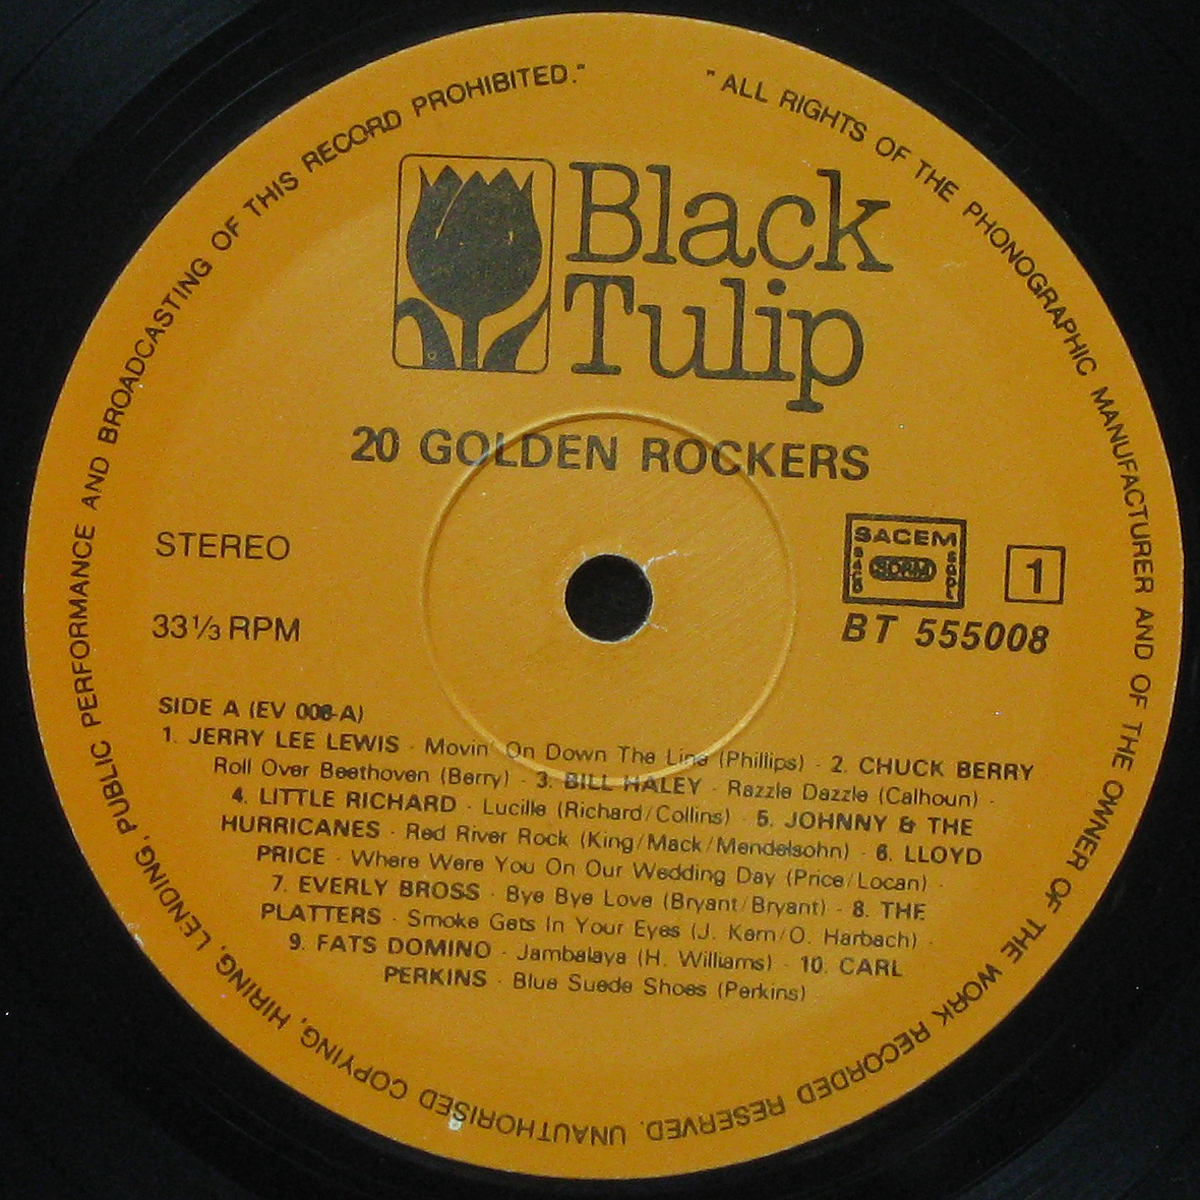 "ALL RIGHTS OF THE PHONOGRAPHIC MANUFACTURER AND OF THE OWNER OF THE WORK RECORDED RESERVED. UNAUTHORISED COPYING, HIRING, LENDING, PUBLIC PERFORMANCE AND BROADCASTING OF THIS RECORD PROHIBITED."
Black
Tulip
20 GOLDEN ROCKERS
STEREO
SACEM
SDRM
1
33⅓ RPM
BT 555008
SIDE A (EV 008-A)
1. JERRY LEE LEWIS · Movin' On Down The Line (Phillips) · 2. CHUCK BERRY
Roll Over Beethoven (Berry) · 3. BILL HALEY · Razzle Dazzle (Calhoun) ·
4. LITTLE RICHARD · Lucille (Richard/Collins) · 5. JOHNNY & THE
HURRICANES · Red River Rock (King/Mack/Mendelsohn) · 6. LLOYD
PRICE · Where Were You On Our Wedding Day (Price/Locan) ·
7. EVERLY BROSS · Bye Bye Love (Bryant/Bryant) · 8. THE
PLATTERS · Smoke Gets In Your Eyes (J. Kern/O. Harbach) ·
9. FATS DOMINO · Jambalaya (H. Williams) · 10. CARL
PERKINS · Blue Suede Shoes (Perkins)